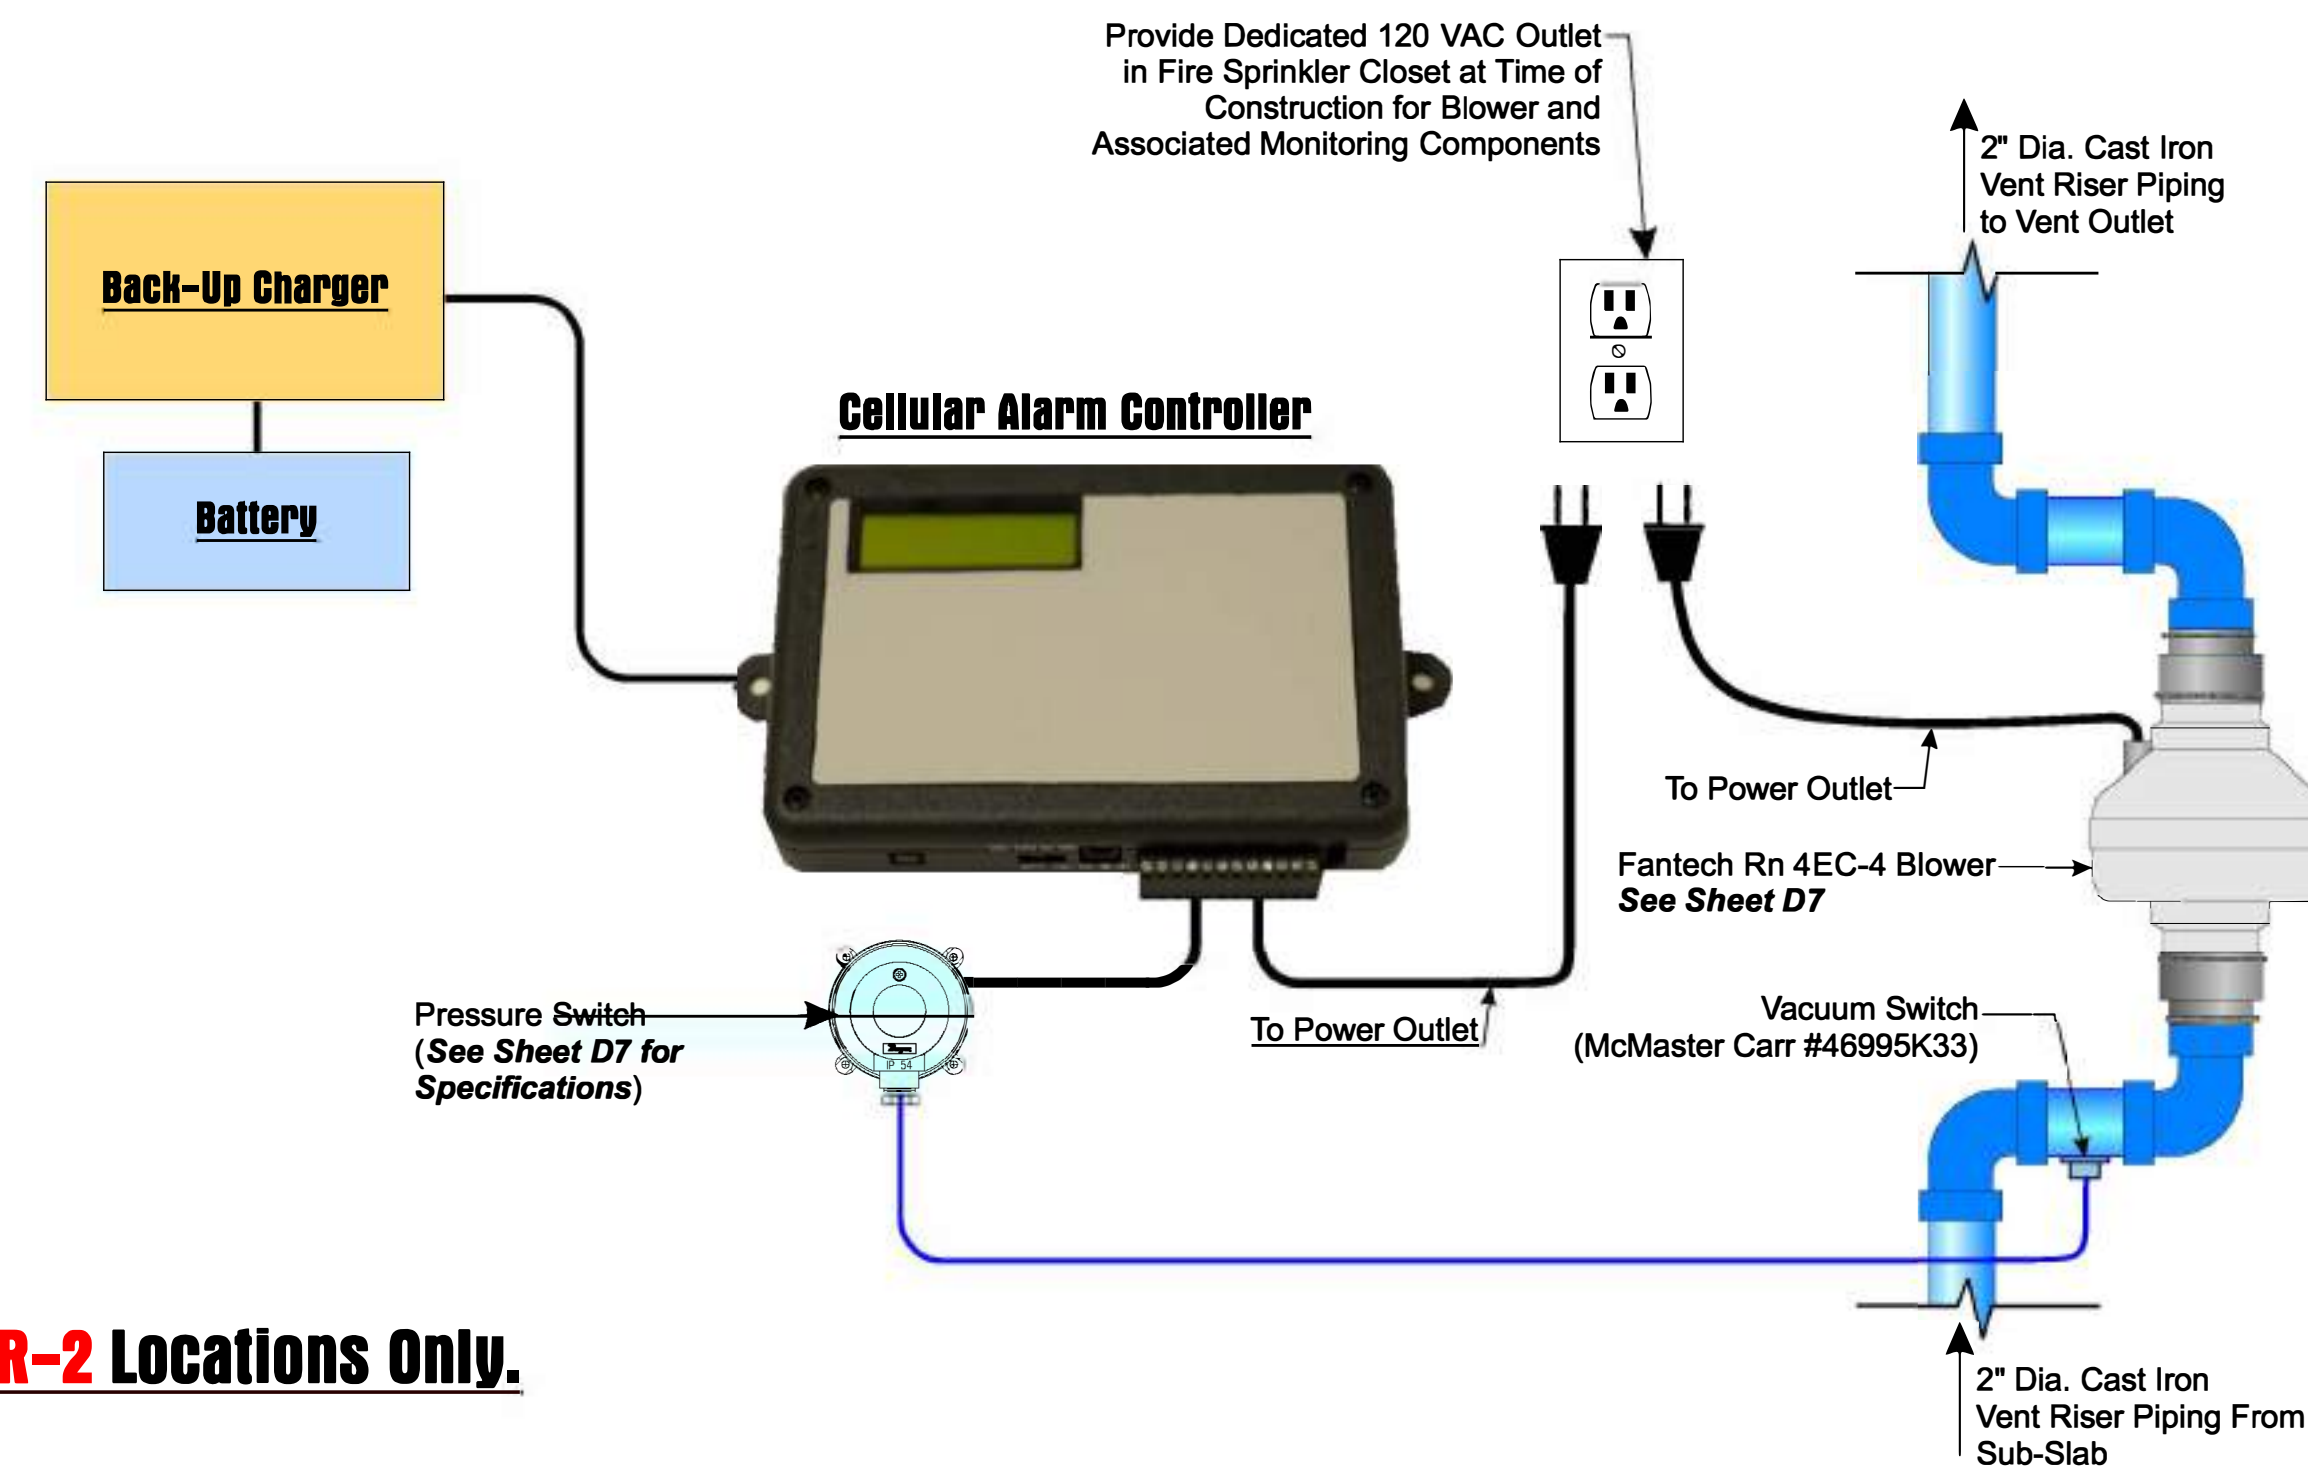 Provide Dedicated 120 VAC Outlet
in Fire Sprinkler Closet at Time of
Construction for Blower and
Associated Monitoring Components
2" Dia. Cast Iron
Vent Riser Piping
to Vent Outlet
Back-Up Charger
Battery
Cellular Alarm Controller
To Power Outlet
Fantech Rn 4EC-4 Blower
See Sheet D7
Pressure Switch
(See Sheet D7 for
Specifications)
IP 54
To Power Outlet
Vacuum Switch
(McMaster Carr #46995K33)
R-2 Locations Only.
2" Dia. Cast Iron
Vent Riser Piping From
Sub-Slab